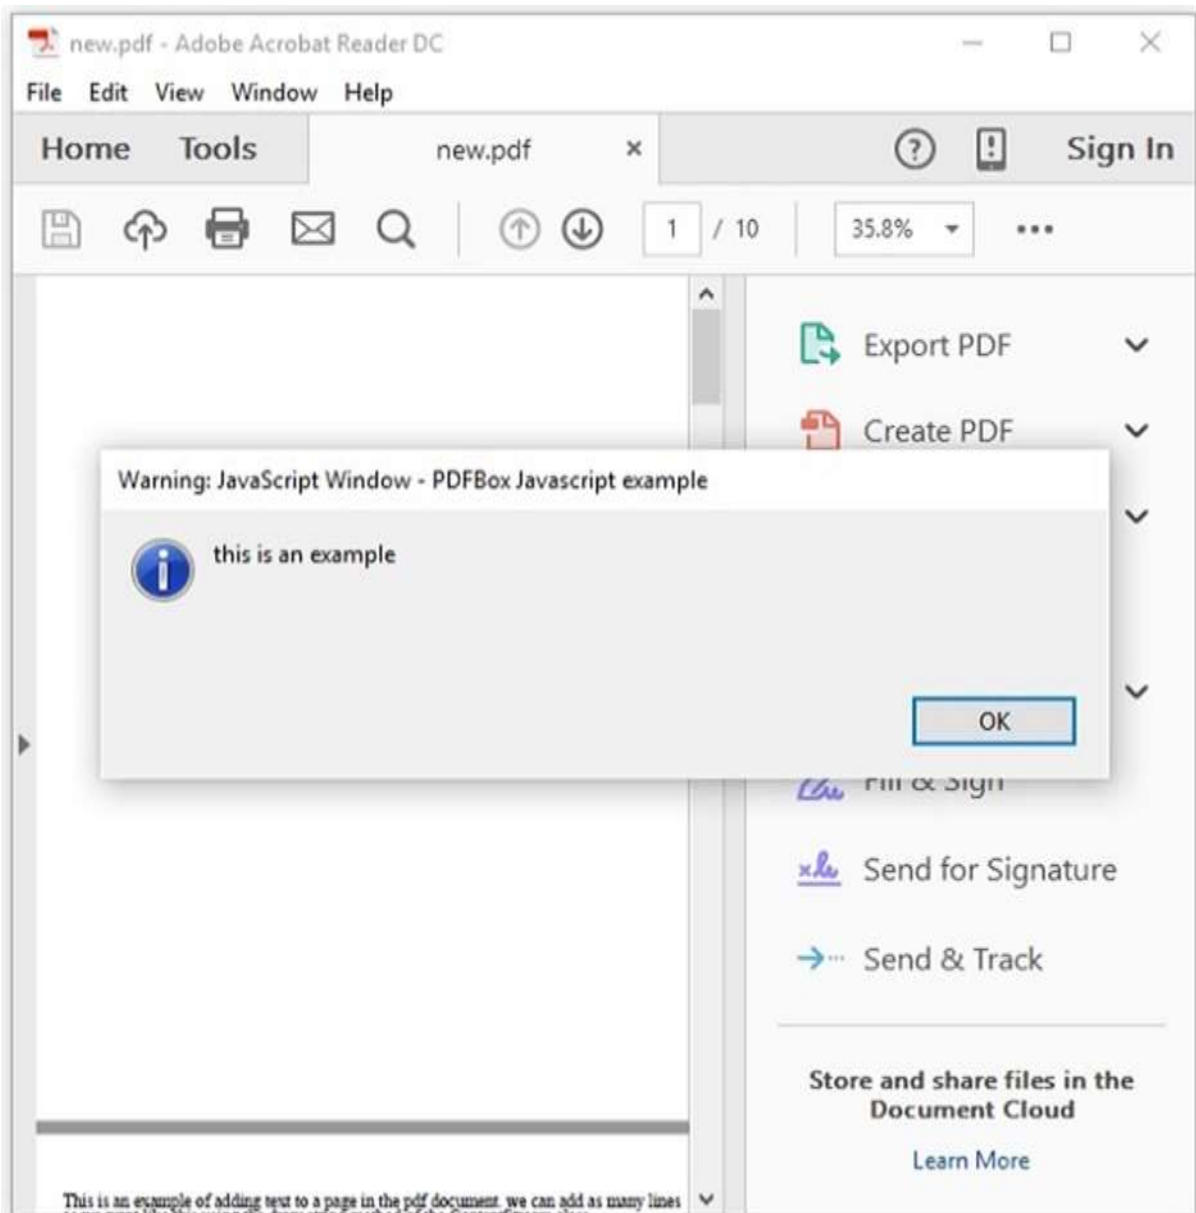 new.pdf - Adobe Acrobat Reader DC
File Edit View Window Help
Home Tools new.pdf × ? Sign In
1 / 10 35.8%
Export PDF
Create PDF
Warning: JavaScript Window - PDFBox Javascript example
this is an example
OK
Fill & Sign
Send for Signature
Send & Track
Store and share files in the
Document Cloud
Learn More
This is an example of adding text to a page in the pdf document. we can add as many lines